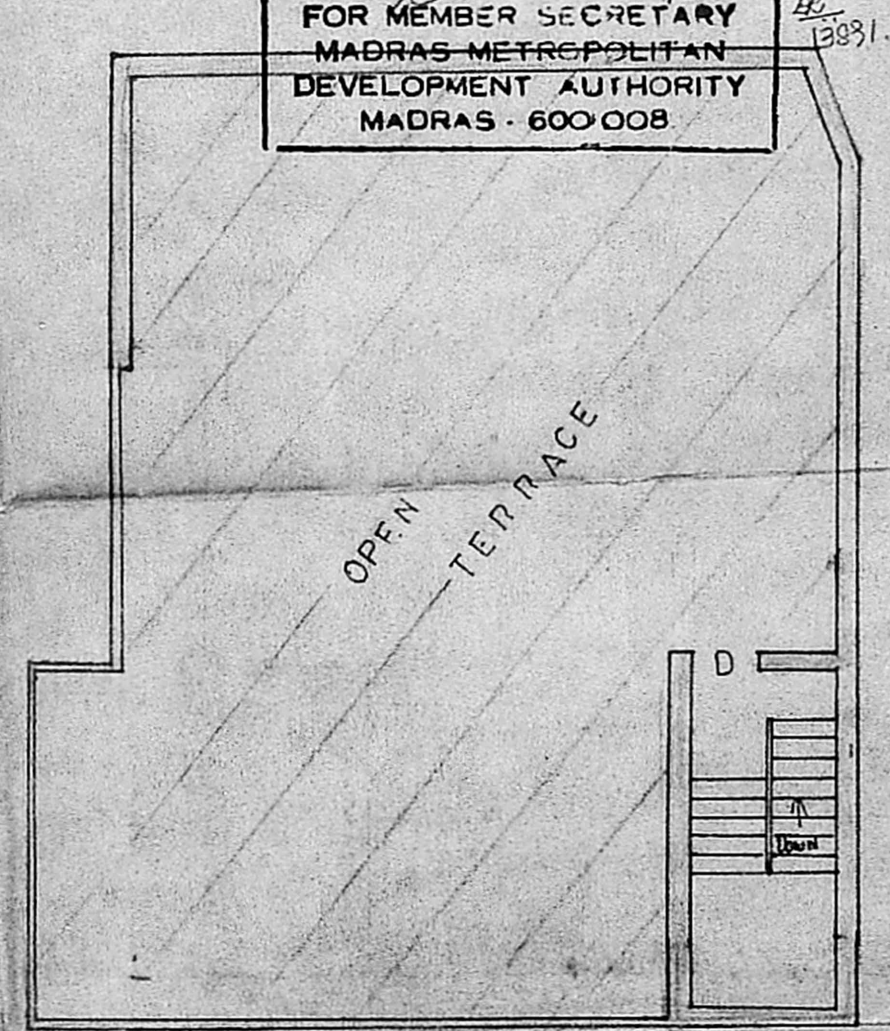 FOR MEMBER SECRETARY
MADRAS METROPOLITAN
DEVELOPMENT AUTHORITY
MADRAS - 600 008
13831.
OPEN
TERRACE
D
DOWN